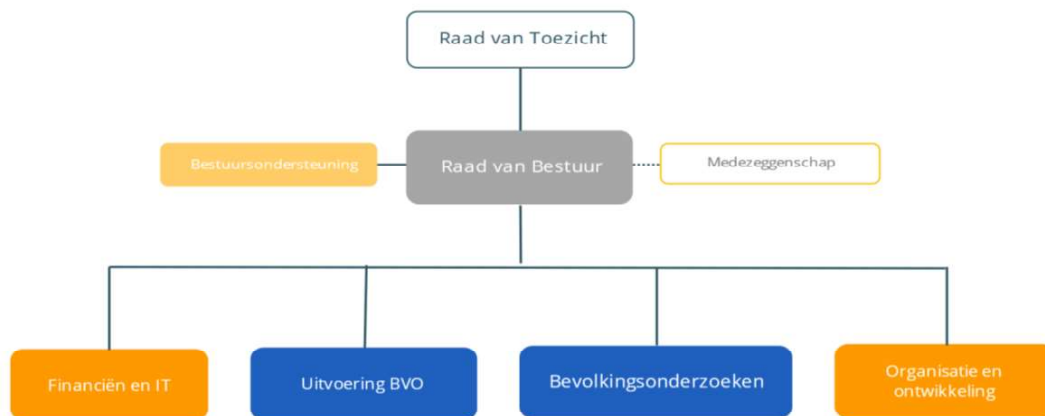 Raad van Toezicht
Bestuursondersteuning
Raad van Bestuur
Medezeggenschap
Financiën en IT
Uitvoering BVO
Bevolkingsonderzoeken
Organisatie en
ontwikkeling